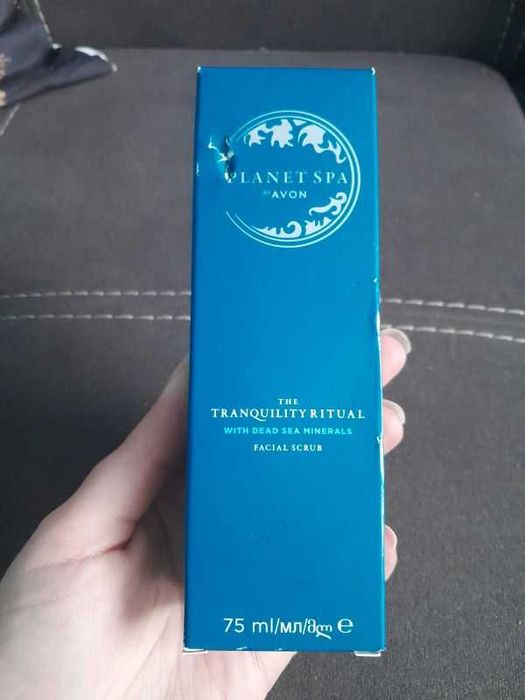 PLANET SPA
BY AVON
THE
TRANQUILITY RITUAL
WITH DEAD SEA MINERALS
FACIAL SCRUB
75 ml/мл/მლ ℮